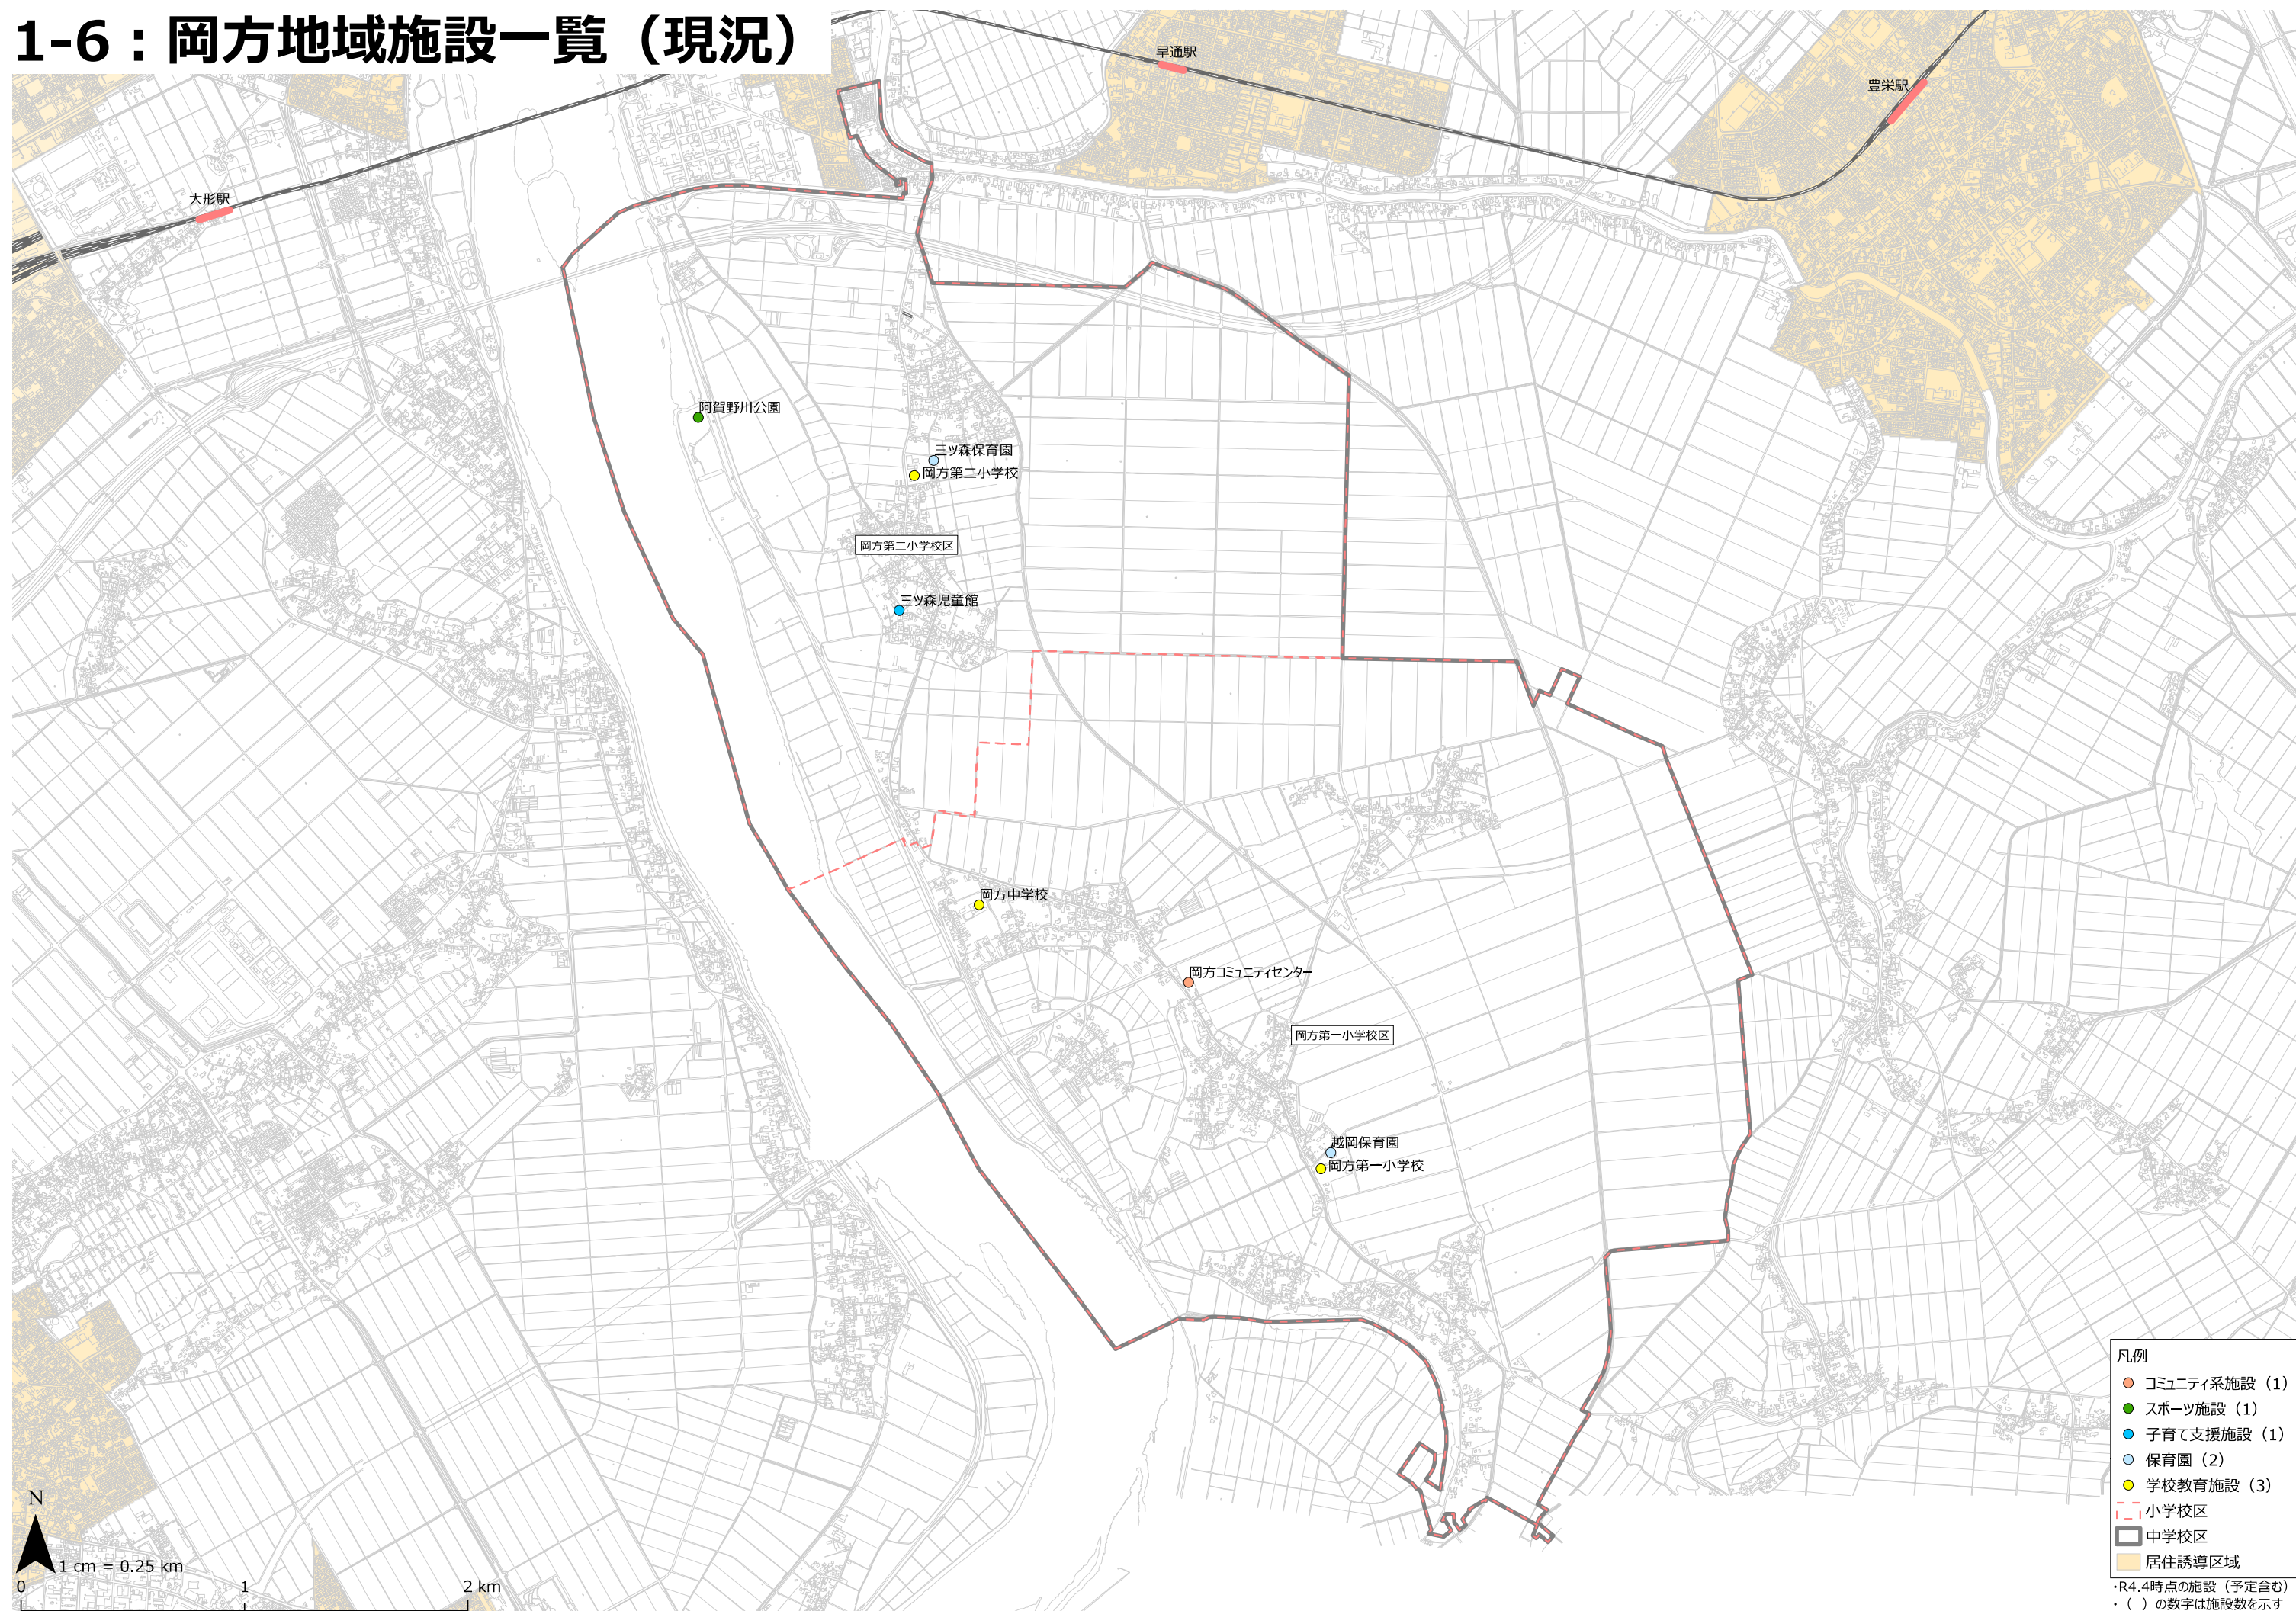 1-6：岡方地域施設一覧（現況）
早通駅
豊栄駅
大形駅
阿賀野川公園
三ツ森保育園
岡方第二小学校
岡方第二小学校区
三ツ森児童館
岡方中学校
岡方コミュニティセンター
岡方第一小学校区
越岡保育園
岡方第一小学校
凡例
コミュニティ系施設（1）
スポーツ施設（1）
子育て支援施設（1）
保育園（2）
学校教育施設（3）
小学校区
中学校区
居住誘導区域
・R4.4時点の施設（予定含む）
・（　）の数字は施設数を示す
N
1 cm = 0.25 km
0 1 2 km